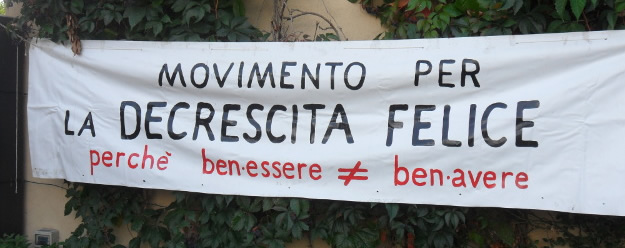 MOVIMENTO PER
LA DECRESCITA FELICE
perchè ben·essere ≠ ben·avere